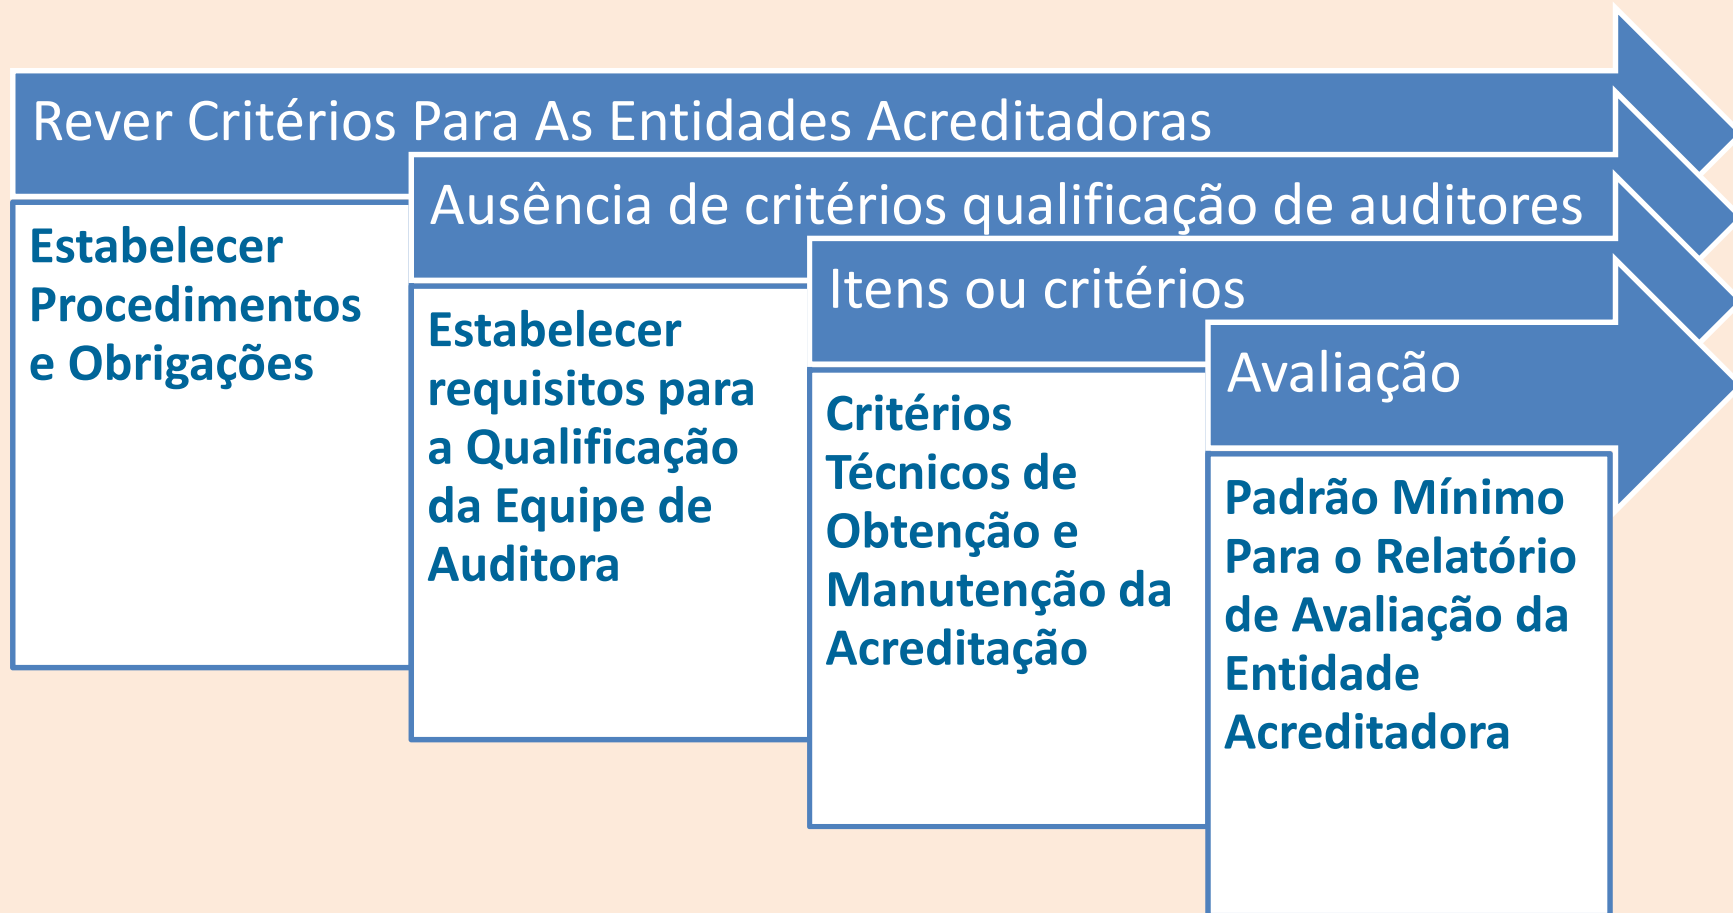 Rever Critérios Para As Entidades Acreditadoras
Estabelecer
Procedimentos
e Obrigações
Ausência de critérios qualificação de auditores
Estabelecer
requisitos para
a Qualificação
da Equipe de
Auditora
Itens ou critérios
Critérios
Técnicos de
Obtenção e
Manutenção da
Acreditação
Avaliação
Padrão Mínimo
Para o Relatório
de Avaliação da
Entidade
Acreditadora